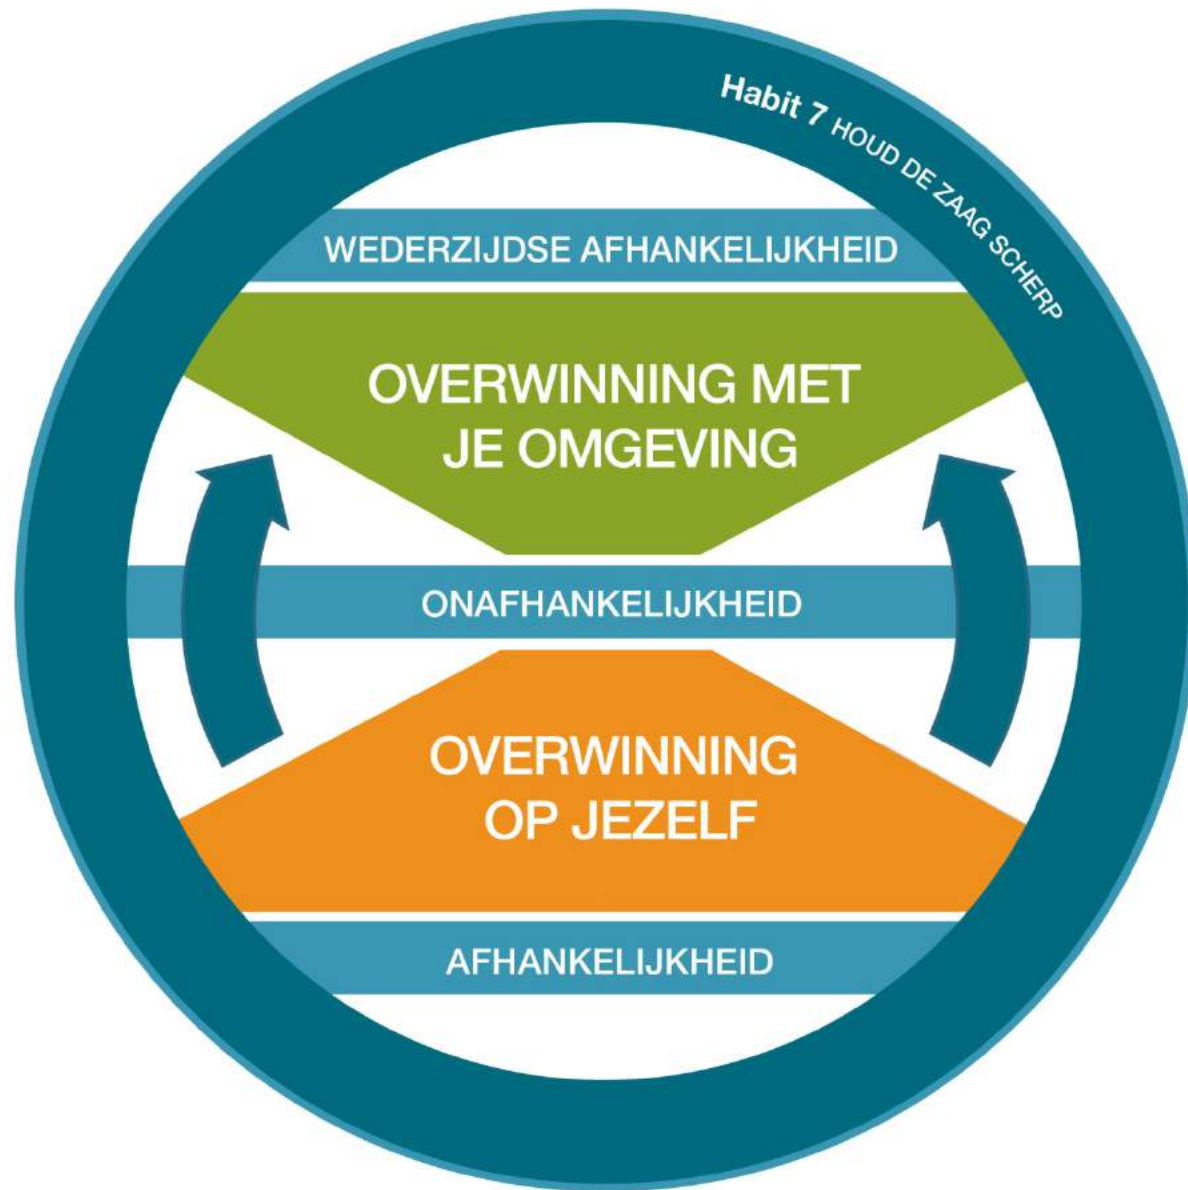 Habit 7 HOUD DE ZAAG SCHERP
WEDERZIJDSE AFHANKELIJKHEID
OVERWINNING MET
JE OMGEVING
ONAFHANKELIJKHEID
OVERWINNING
OP JEZELF
AFHANKELIJKHEID